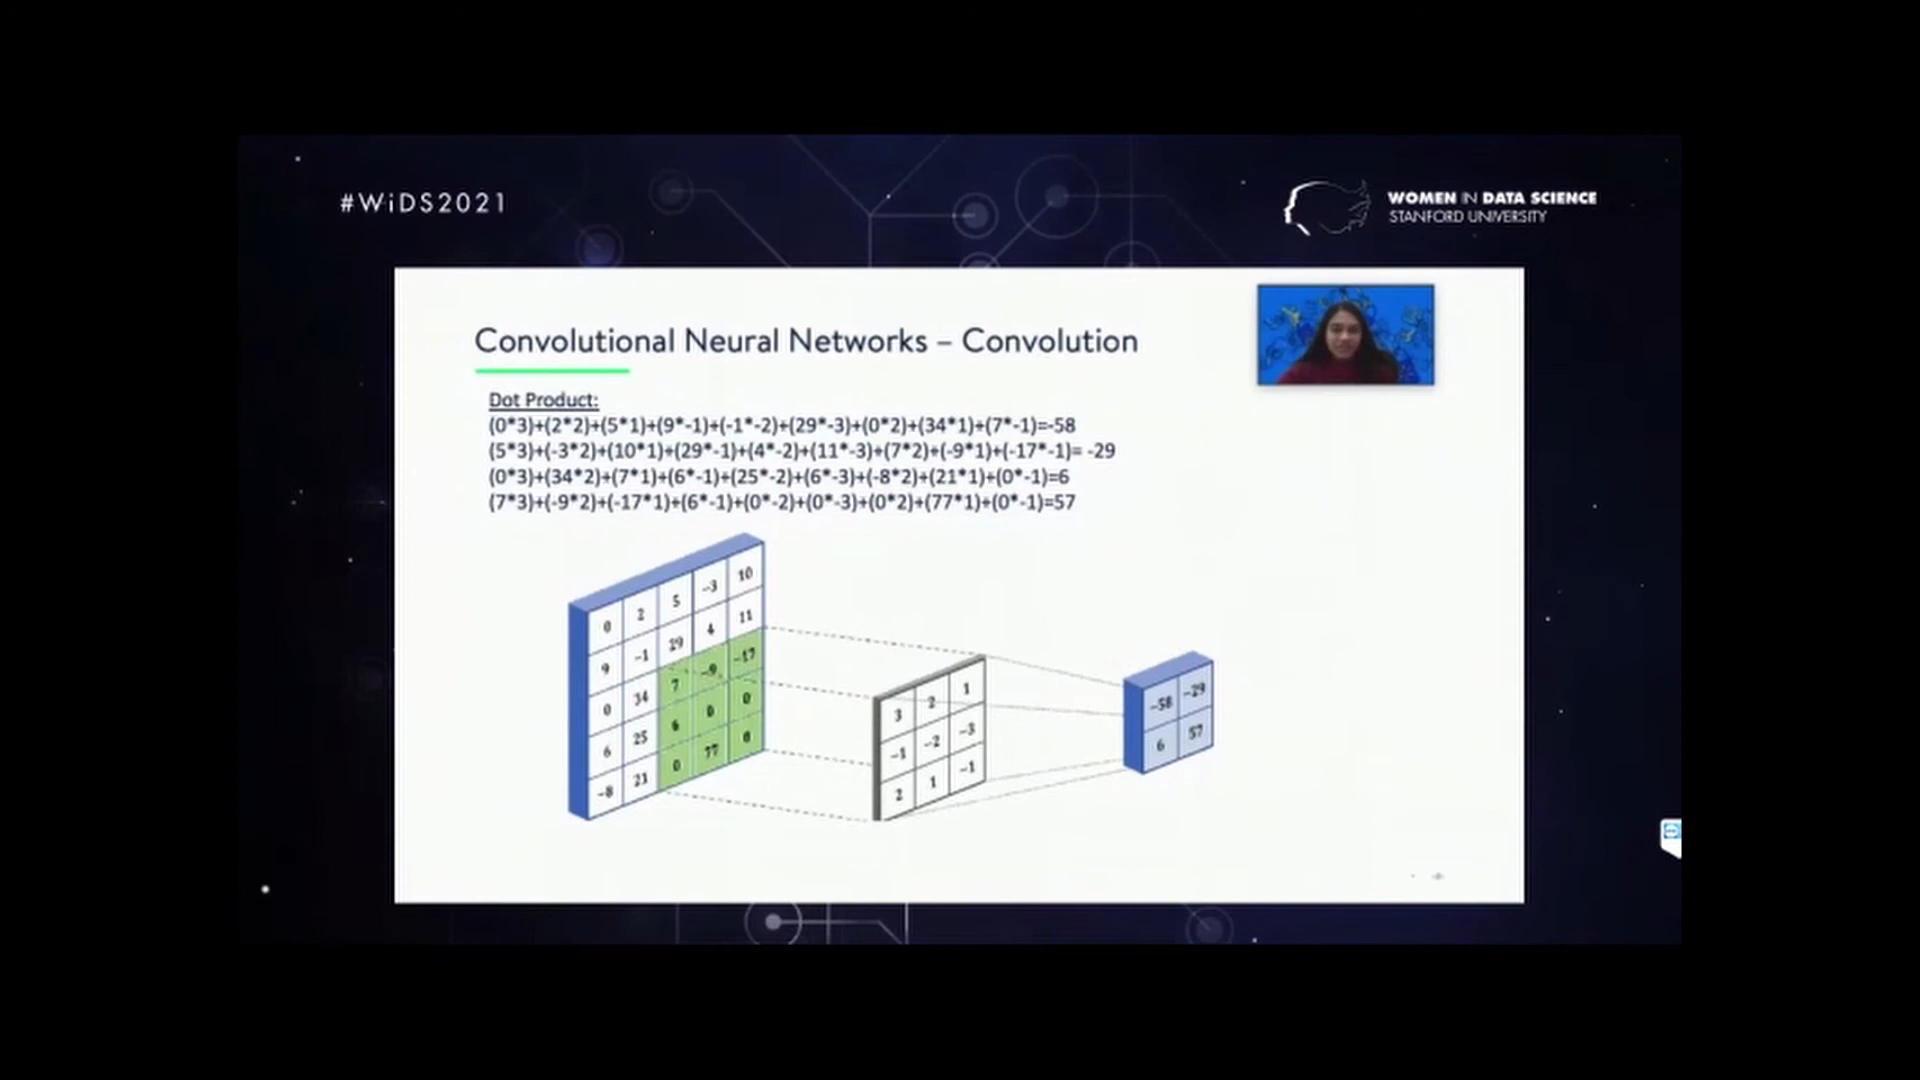 #WiDS2021
WOMEN IN DATA SCIENCE
STANFORD UNIVERSITY
Convolutional Neural Networks – Convolution
Dot Product:
(0*3)+(2*2)+(5*1)+(9*-1)+(-1*-2)+(29*-3)+(0*2)+(34*1)+(7*-1)=-58
(5*3)+(-3*2)+(10*1)+(29*-1)+(4*-2)+(11*-3)+(7*2)+(-9*1)+(-17*-1)= -29
(0*3)+(34*2)+(7*1)+(6*-1)+(25*-2)+(6*-3)+(-8*2)+(21*1)+(0*-1)=6
(7*3)+(-9*2)+(-17*1)+(6*-1)+(0*-2)+(0*-3)+(0*2)+(77*1)+(0*-1)=57
0 2 5 -3 10
9 -1 29 4 11
0 34 7 -9 -17
6 25 6 0 0
-8 21 0 77 0
3 2 1
-1 -2 -3
2 1 -1
-58 -29
6 57